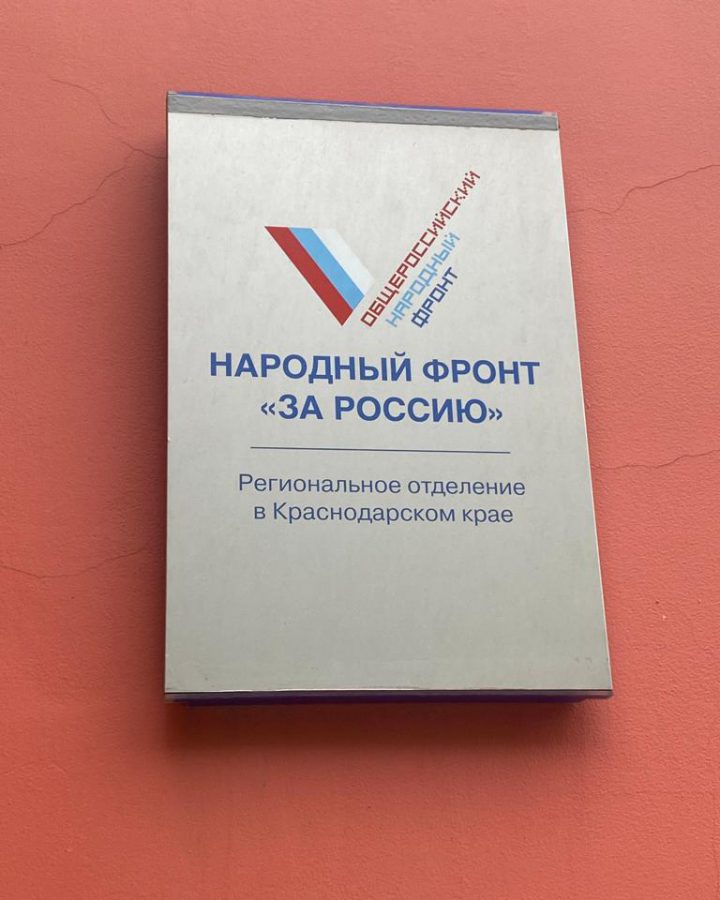 ОБЩЕРОССИЙСКИЙ
НАРОДНЫЙ
ФРОНТ
НАРОДНЫЙ ФРОНТ
«ЗА РОССИЮ»
Региональное отделение
в Краснодарском крае